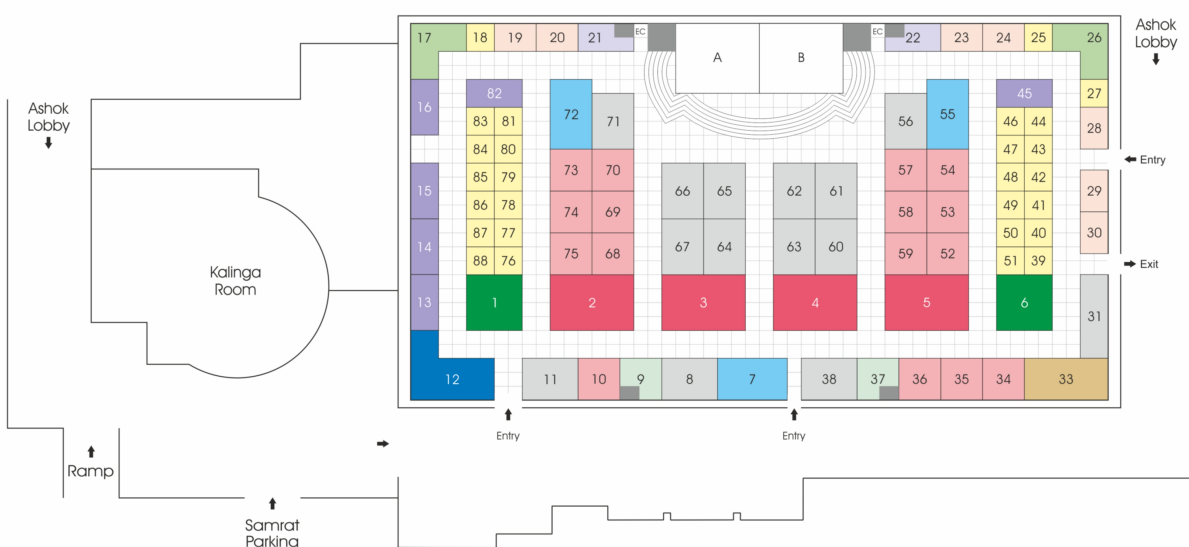 17 18 19 20 21 EC A B EC 22 23 24 25 26
Ashok
Lobby
Ashok
Lobby
16 82 72 71 56 55 45 27
83 81 46 44 28
84 80 47 43
Entry
73 70 57 54
15 85 79 66 65 62 61 48 42 29
86 78 74 69 58 53 49 41
14 87 77 67 64 63 60 50 40 30
88 76 75 68 59 52 51 39
Exit
Kalinga
Room
13 1 2 3 4 5 6 31
12 11 10 9 8 7 38 37 36 35 34 33
Entry
Entry
Ramp
Samrat
Parking